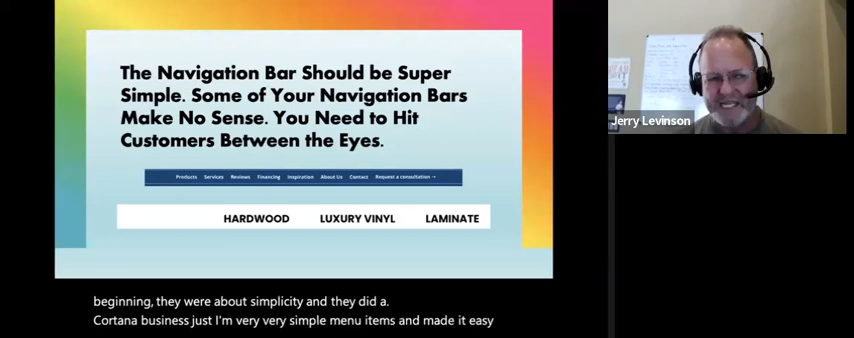 The Navigation Bar Should be Super
Simple. Some of Your Navigation Bars
Make No Sense. You Need to Hit
Customers Between the Eyes.
Products Services Reviews Financing Inspiration About Us Contact Request a consultation →
HARDWOOD LUXURY VINYL LAMINATE
Jerry Levinson
beginning, they were about simplicity and they did a.
Cortana business just I'm very very simple menu items and made it easy